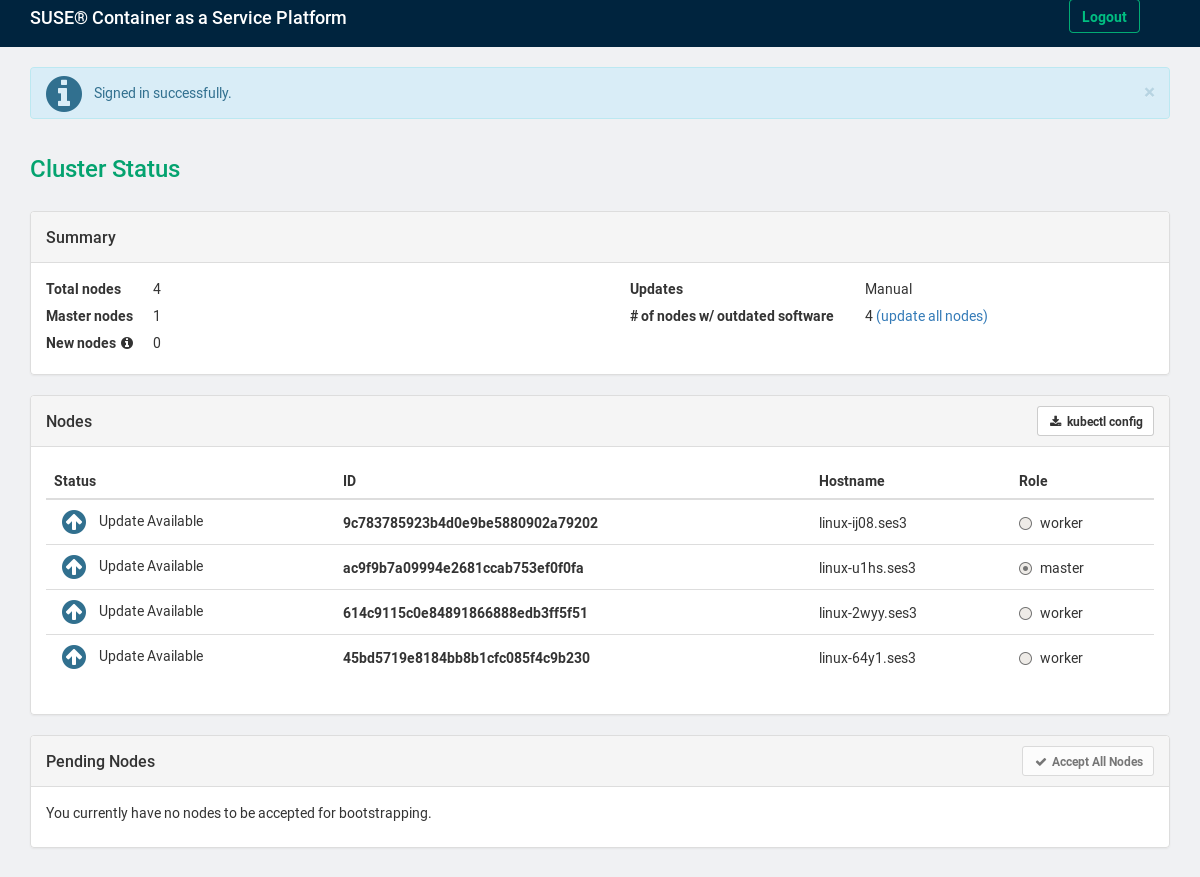 SUSE® Container as a Service Platform
Logout
Signed in successfully.
×
Cluster Status
Summary
Total nodes 4
Master nodes 1
New nodes 0
Updates Manual
# of nodes w/ outdated software 4 (update all nodes)
Nodes
kubectl config
Status ID Hostname Role
Update Available 9c783785923b4d0e9be5880902a79202 linux-ij08.ses3 worker
Update Available ac9f9b7a09994e2681ccab753ef0f0fa linux-u1hs.ses3 master
Update Available 614c9115c0e84891866888edb3ff5f51 linux-2wyy.ses3 worker
Update Available 45bd5719e8184bb8b1cfc085f4c9b230 linux-64y1.ses3 worker
Pending Nodes
Accept All Nodes
You currently have no nodes to be accepted for bootstrapping.